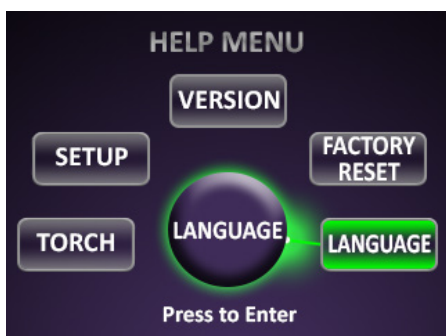 HELP MENU
VERSION
SETUP
FACTORY
RESET
TORCH
LANGUAGE
LANGUAGE
Press to Enter